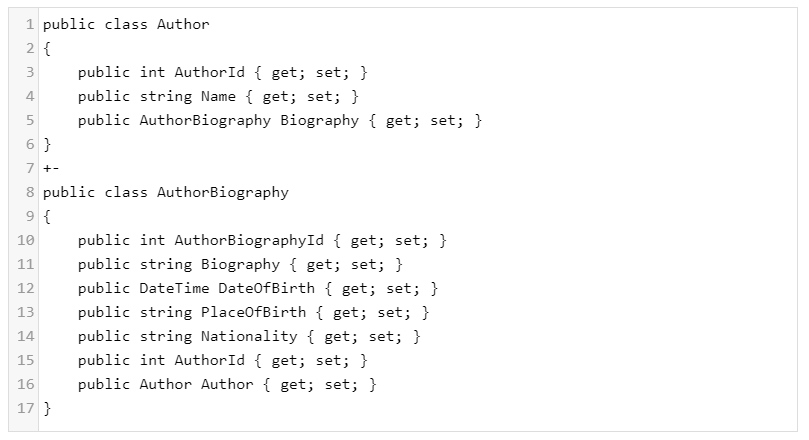 1 public class Author
2 {
3     public int AuthorId { get; set; }
4     public string Name { get; set; }
5     public AuthorBiography Biography { get; set; }
6 }
7 +-
8 public class AuthorBiography
9 {
10     public int AuthorBiographyId { get; set; }
11     public string Biography { get; set; }
12     public DateTime DateOfBirth { get; set; }
13     public string PlaceOfBirth { get; set; }
14     public string Nationality { get; set; }
15     public int AuthorId { get; set; }
16     public Author Author { get; set; }
17 }